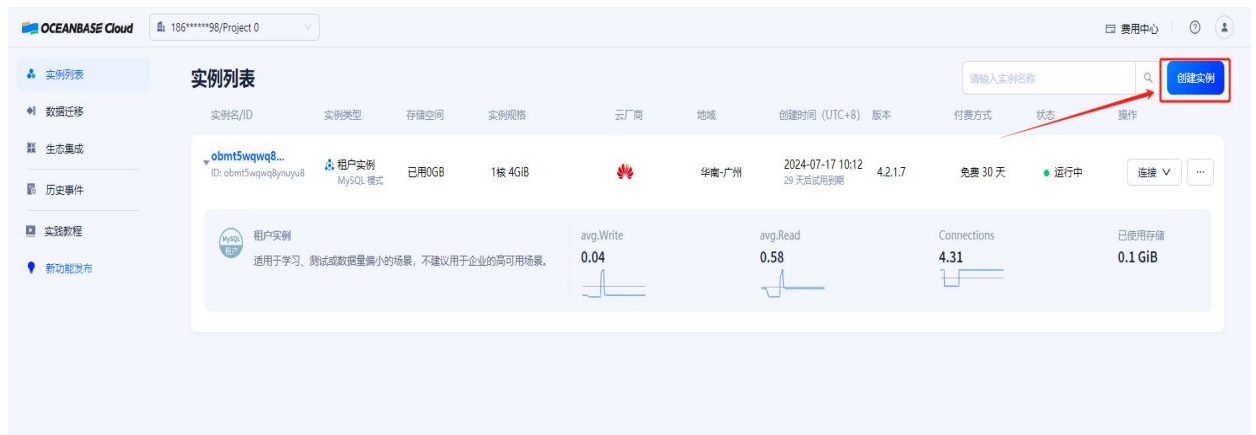 OCEANBASE Cloud
186******98/Project 0
费用中心
实例列表
数据迁移
生态集成
历史事件
实践教程
新功能发布
实例列表
请输入实例名称
创建实例
实例名/ID 实例类型 存储空间 实例规格 云厂商 地域 创建时间（UTC+8） 版本 付费方式 状态 操作
obmt5wqwq8... 租户实例 已用0GB 1核 4GiB 华南-广州 2024-07-17 10:12 4.2.1.7 免费 30 天 运行中 连接 ...
ID: obmt5wqwq8ynuyu8 MySQL 模式 29 天后试用到期
MySQL
租户
租户实例
适用于学习、测试或数据量偏小的场景，不建议用于企业的高可用场景。
avg.Write avg.Read Connections 已使用存储
0.04 0.58 4.31 0.1 GiB